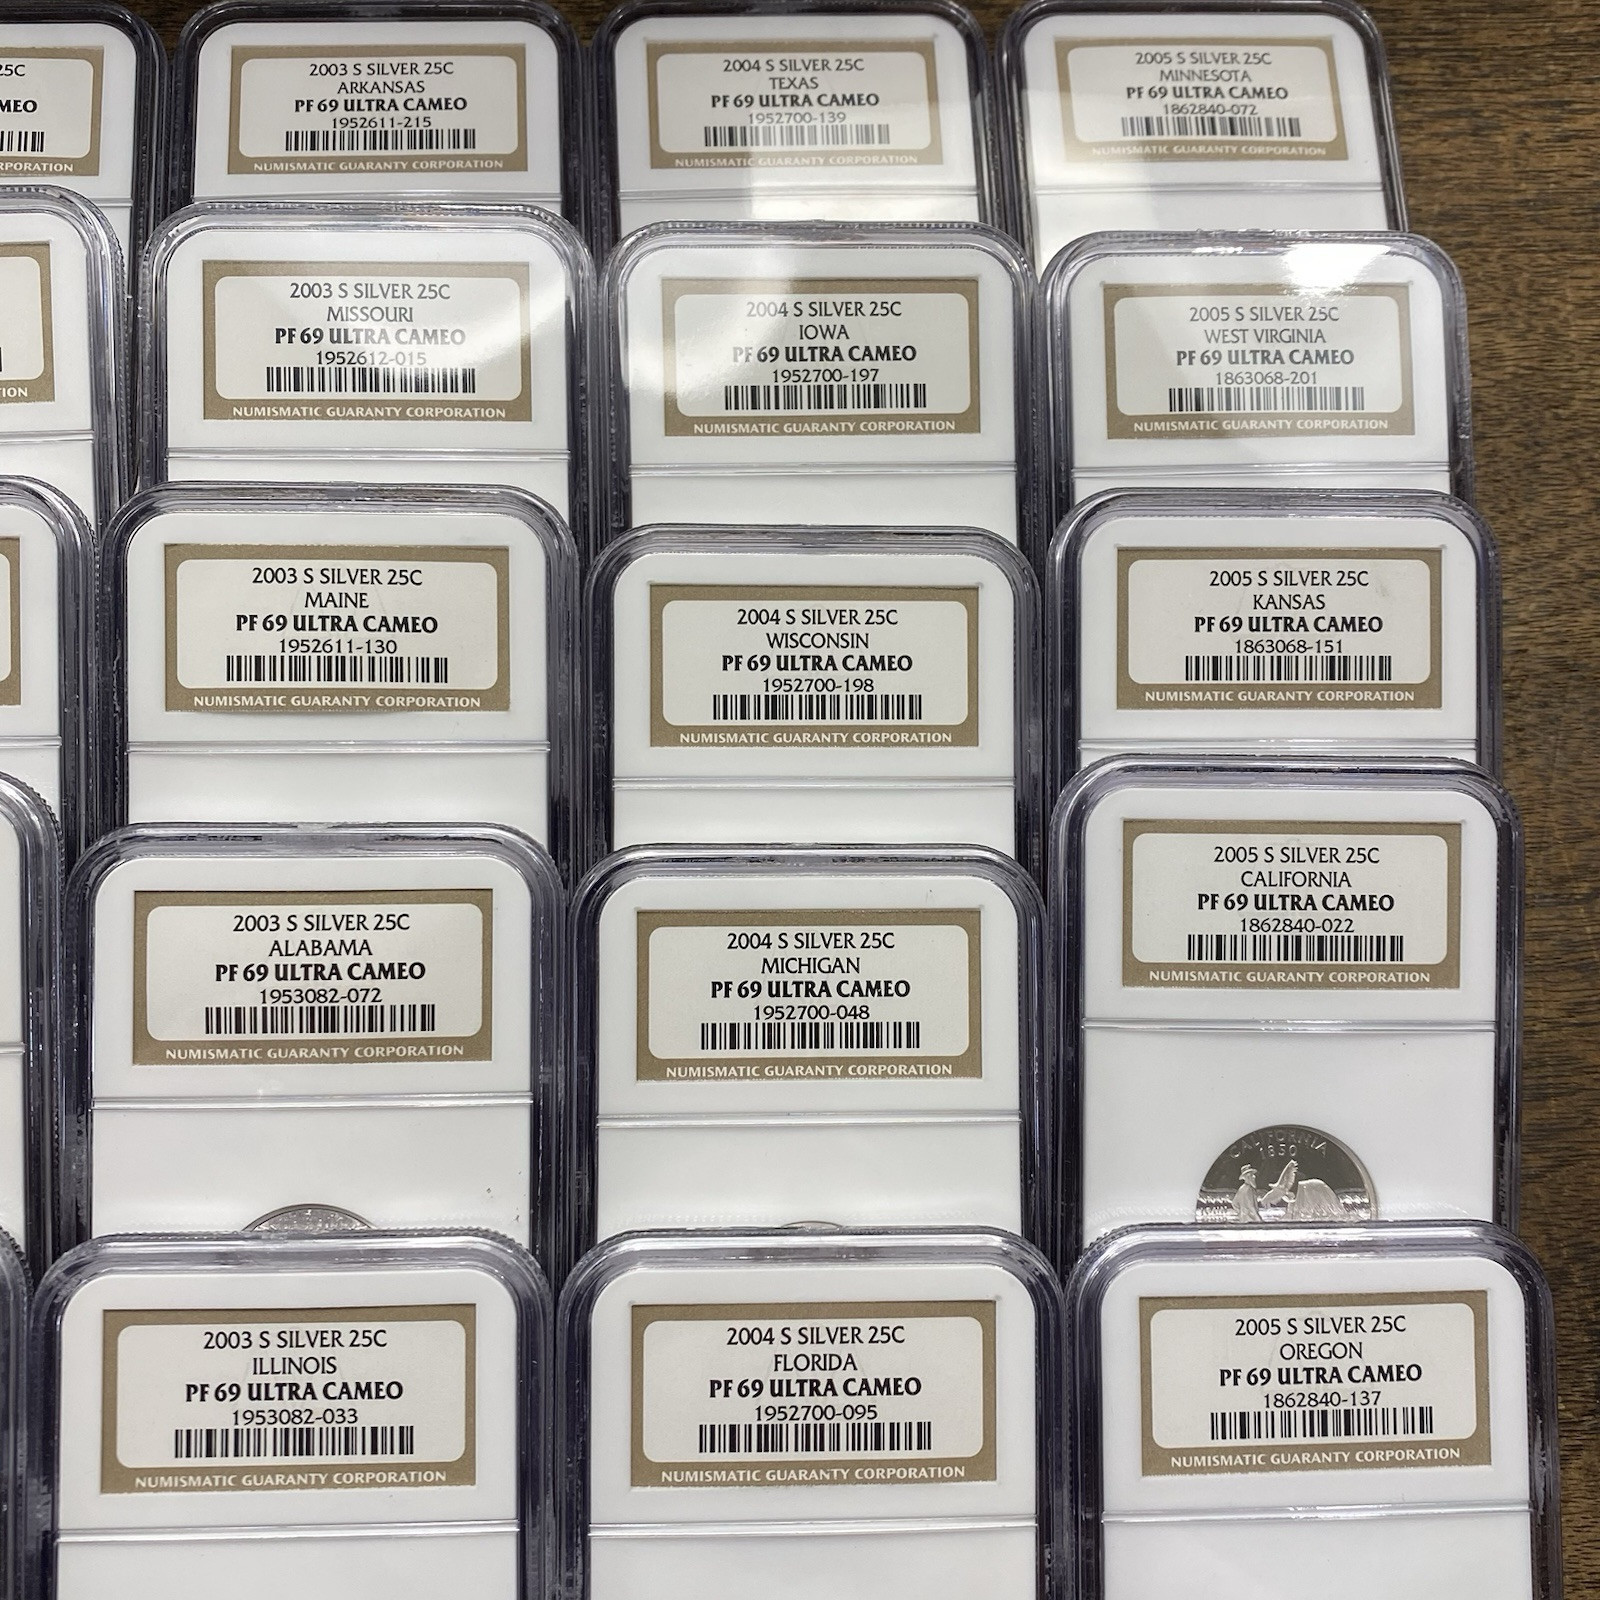 25C
MEO
RPORATION
2003 S SILVER 25C
ARKANSAS
PF 69 ULTRA CAMEO
1952611-215
NUMISMATIC GUARANTY CORPORATION
2004 S SILVER 25C
TEXAS
PF 69 ULTRA CAMEO
1952700-139
NUMISMATIC GUARANTY CORPORATION
2005 S SILVER 25C
MINNESOTA
PF 69 ULTRA CAMEO
1862840-072
NUMISMATIC GUARANTY CORPORATION
ION
2003 S SILVER 25C
MISSOURI
PF 69 ULTRA CAMEO
1952612-015
NUMISMATIC GUARANTY CORPORATION
2004 S SILVER 25C
IOWA
PF 69 ULTRA CAMEO
1952700-197
NUMISMATIC GUARANTY CORPORATION
2005 S SILVER 25C
WEST VIRGINIA
PF 69 ULTRA CAMEO
1863068-201
NUMISMATIC GUARANTY CORPORATION
2003 S SILVER 25C
MAINE
PF 69 ULTRA CAMEO
1952611-130
NUMISMATIC GUARANTY CORPORATION
2004 S SILVER 25C
WISCONSIN
PF 69 ULTRA CAMEO
1952700-198
NUMISMATIC GUARANTY CORPORATION
2005 S SILVER 25C
KANSAS
PF 69 ULTRA CAMEO
1863068-151
NUMISMATIC GUARANTY CORPORATION
2003 S SILVER 25C
ALABAMA
PF 69 ULTRA CAMEO
1953082-072
NUMISMATIC GUARANTY CORPORATION
2004 S SILVER 25C
MICHIGAN
PF 69 ULTRA CAMEO
1952700-048
NUMISMATIC GUARANTY CORPORATION
2005 S SILVER 25C
CALIFORNIA
PF 69 ULTRA CAMEO
1862840-022
NUMISMATIC GUARANTY CORPORATION
CALIFORNIA
1850
2003 S SILVER 25C
ILLINOIS
PF 69 ULTRA CAMEO
1953082-033
NUMISMATIC GUARANTY CORPORATION
2004 S SILVER 25C
FLORIDA
PF 69 ULTRA CAMEO
1952700-095
NUMISMATIC GUARANTY CORPORATION
2005 S SILVER 25C
OREGON
PF 69 ULTRA CAMEO
1862840-137
NUMISMATIC GUARANTY CORPORATION